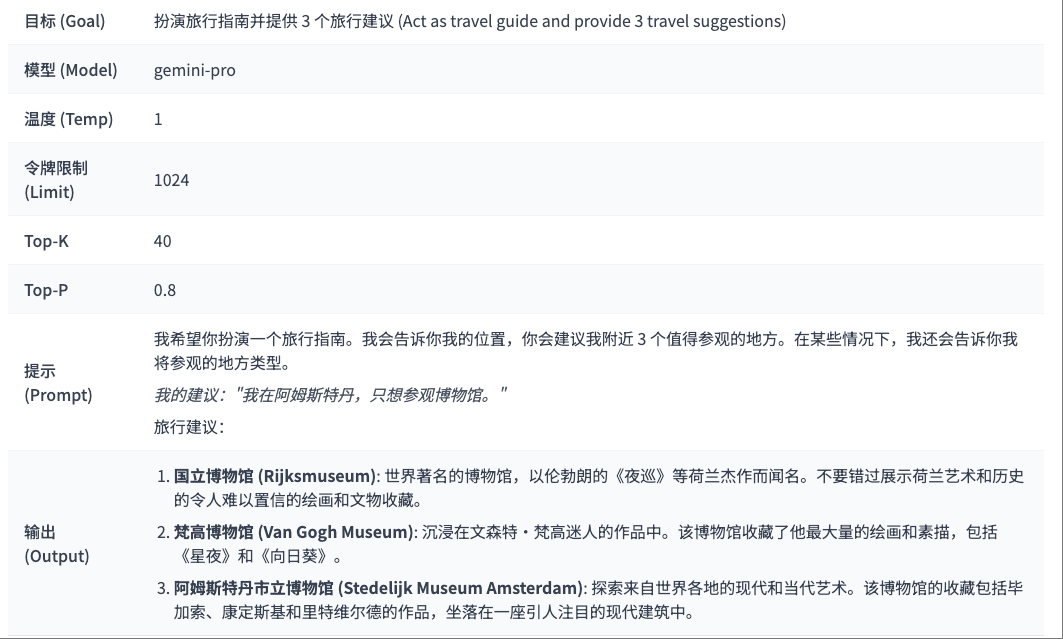 目标 (Goal)
扮演旅行指南并提供 3 个旅行建议 (Act as travel guide and provide 3 travel suggestions)
模型 (Model)
gemini-pro
温度 (Temp)
1
令牌限制
(Limit)
1024
Top-K
40
Top-P
0.8
提示
(Prompt)
我希望你扮演一个旅行指南。我会告诉你我的位置，你会建议我附近 3 个值得参观的地方。在某些情况下，我还会告诉你我
将参观的地方类型。
我的建议："我在阿姆斯特丹，只想参观博物馆。"
旅行建议：
输出
(Output)
1. 国立博物馆 (Rijksmuseum): 世界著名的博物馆，以伦勃朗的《夜巡》等荷兰杰作而闻名。不要错过展示荷兰艺术和历史
的令人难以置信的绘画和文物收藏。
2. 梵高博物馆 (Van Gogh Museum): 沉浸在文森特·梵高迷人的作品中。该博物馆收藏了他最大量的绘画和素描，包括
《星夜》和《向日葵》。
3. 阿姆斯特丹市立博物馆 (Stedelijk Museum Amsterdam): 探索来自世界各地的现代和当代艺术。该博物馆的收藏包括毕
加索、康定斯基和里特维尔德的作品，坐落在一座引人注目的现代建筑中。